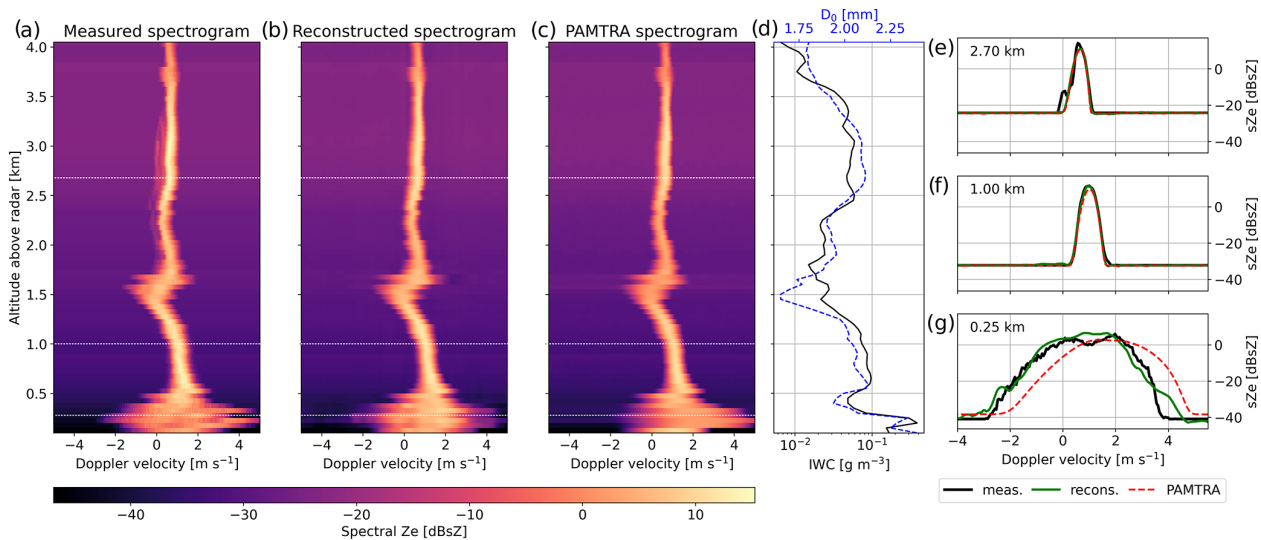 (a) Measured spectrogram
(b) Reconstructed spectrogram
(c) PAMTRA spectrogram
(d) D₀ [mm]
1.75 2.00 2.25
4.0
3.5
3.0
2.5
2.0
1.5
1.0
0.5
Altitude above radar [km]
−4 −2 0 2 4
Doppler velocity [m s⁻¹]
−4 −2 0 2 4
Doppler velocity [m s⁻¹]
−4 −2 0 2 4
Doppler velocity [m s⁻¹]
10⁻² 10⁻¹
IWC [g m⁻³]
(e) 2.70 km
0
−20
−40
sZe [dBsZ]
(f) 1.00 km
0
−20
−40
sZe [dBsZ]
(g) 0.25 km
0
−20
−40
sZe [dBsZ]
−4 −2 0 2 4
Doppler velocity [m s⁻¹]
meas. recons. PAMTRA
−40 −30 −20 −10 0 10
Spectral Ze [dBsZ]